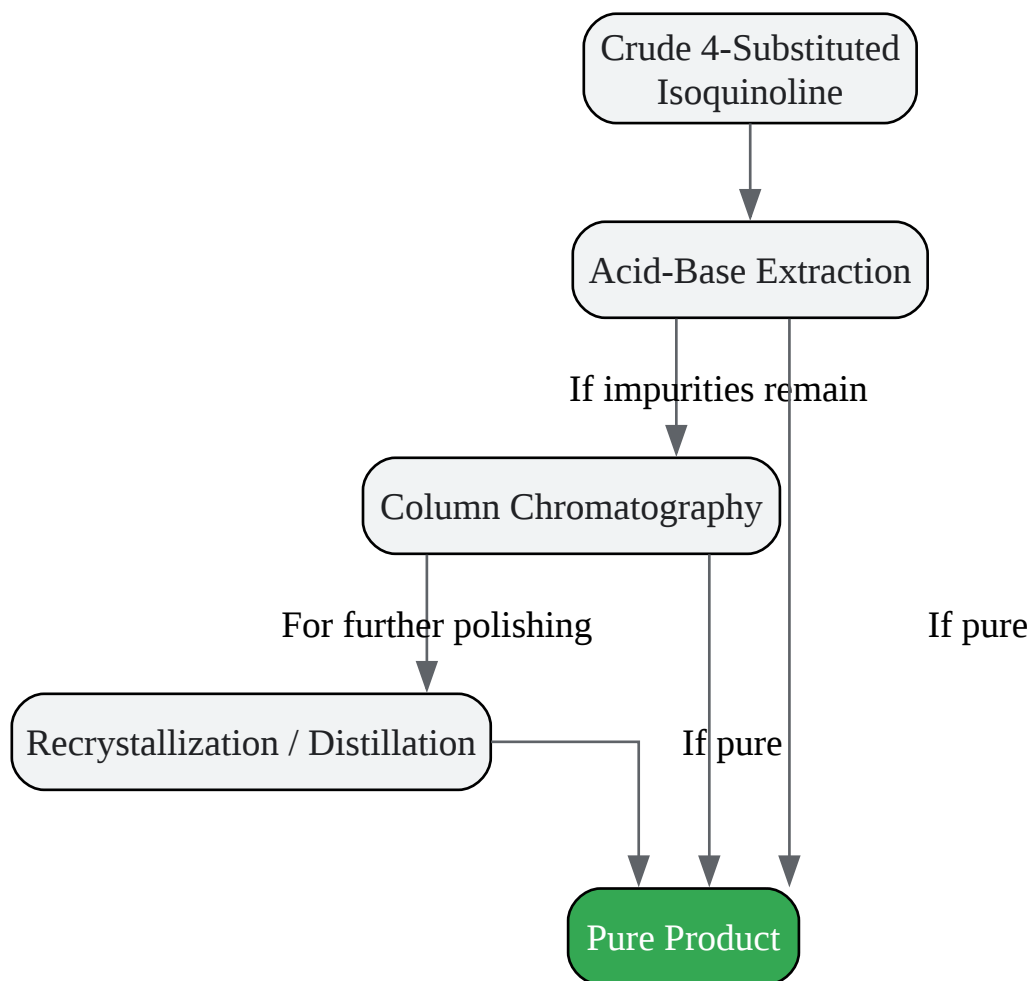 Crude 4-Substituted
Isoquinoline
Acid-Base Extraction
If impurities remain
Column Chromatography
For further polishing
If pure
Recrystallization / Distillation
If pure
Pure Product